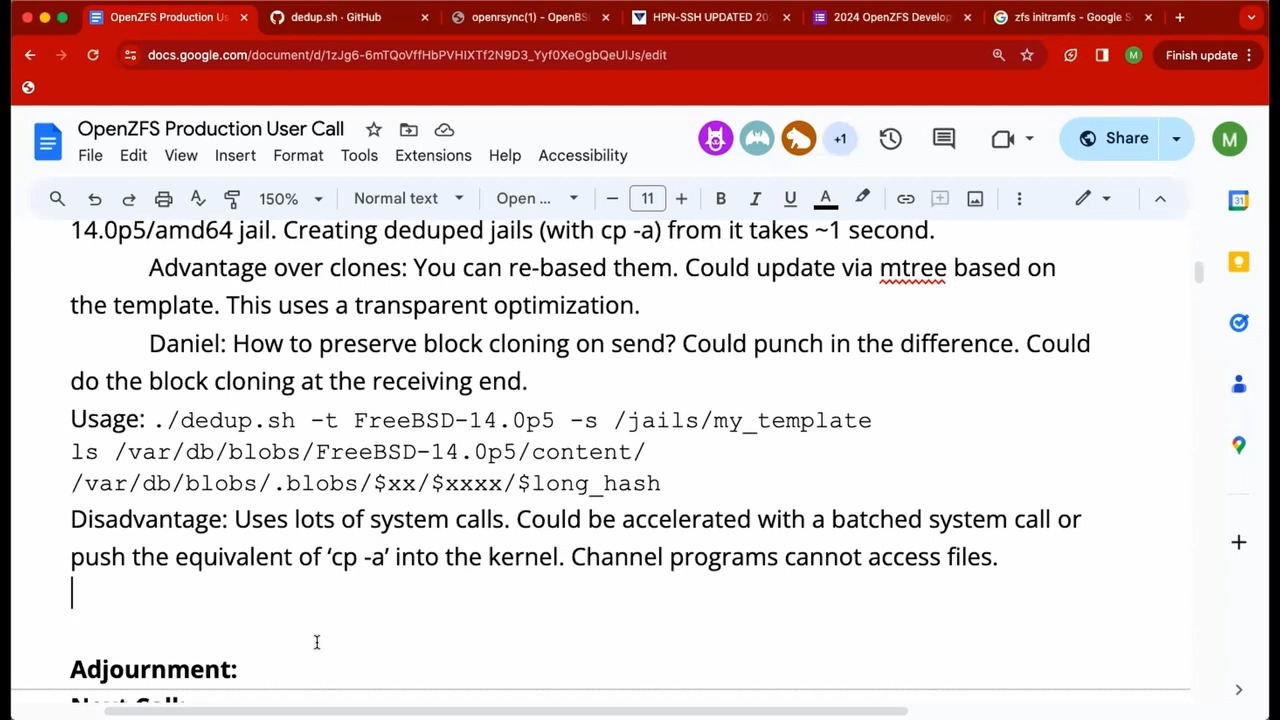 OpenZFS Production Us
dedup.sh · GitHub
openrsync(1) - OpenBS
HPN-SSH UPDATED 202
2024 OpenZFS Develop
zfs initramfs - Google S
docs.google.com/document/d/1zJg6-6mTQoVffHbPVHIXTf2N9D3_Yyf0XeOgbQeUIJs/edit
M
Finish update
OpenZFS Production User Call
+1
Share
M
File Edit View Insert Format Tools Extensions Help Accessibility
150% Normal text Open ... 11 B I U A
31
14.0p5/amd64 jail. Creating deduped jails (with cp -a) from it takes ~1 second.
Advantage over clones: You can re-based them. Could update via mtree based on
the template. This uses a transparent optimization.
Daniel: How to preserve block cloning on send? Could punch in the difference. Could
do the block cloning at the receiving end.
Usage: ./dedup.sh -t FreeBSD-14.0p5 -s /jails/my_template
ls /var/db/blobs/FreeBSD-14.0p5/content/
/var/db/blobs/.blobs/$xx/$xxxx/$long_hash
Disadvantage: Uses lots of system calls. Could be accelerated with a batched system call or
push the equivalent of ‘cp -a’ into the kernel. Channel programs cannot access files.
Adjournment:
Next Call: